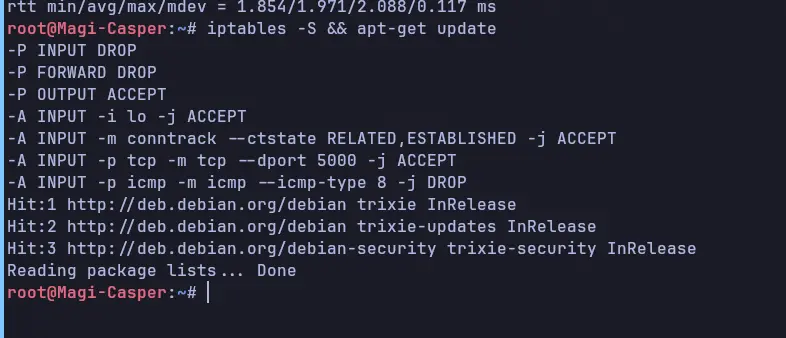 rtt min/avg/max/mdev = 1.854/1.971/2.088/0.117 ms
root@Magi-Casper:~# iptables -S && apt-get update
-P INPUT DROP
-P FORWARD DROP
-P OUTPUT ACCEPT
-A INPUT -i lo -j ACCEPT
-A INPUT -m conntrack --ctstate RELATED,ESTABLISHED -j ACCEPT
-A INPUT -p tcp -m tcp --dport 5000 -j ACCEPT
-A INPUT -p icmp -m icmp --icmp-type 8 -j DROP
Hit:1 http://deb.debian.org/debian trixie InRelease
Hit:2 http://deb.debian.org/debian trixie-updates InRelease
Hit:3 http://deb.debian.org/debian-security trixie-security InRelease
Reading package lists... Done
root@Magi-Casper:~#